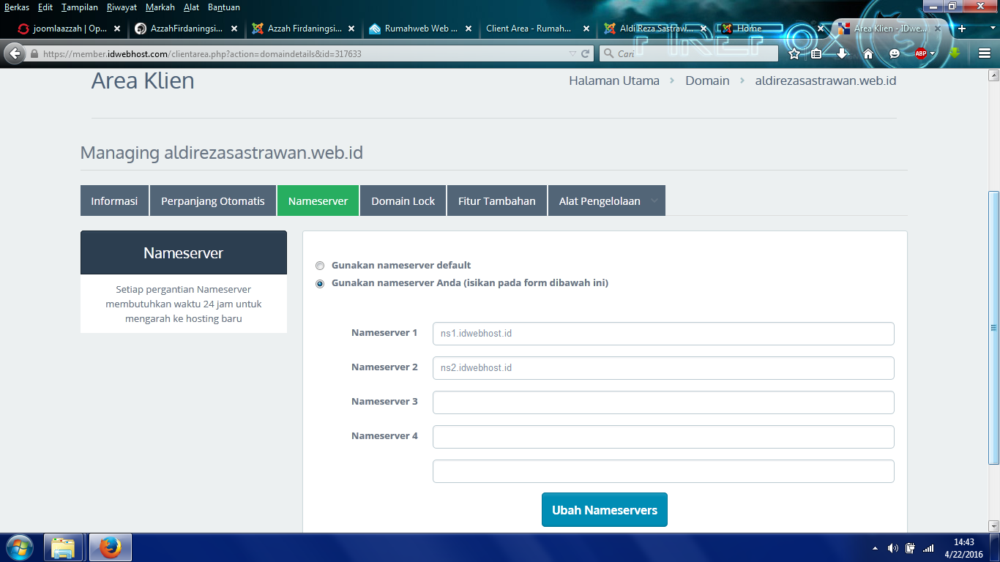 Berkas Edit Tampilan Riwayat Markah Alat Bantuan
joomlaazzah | Op... AzzahFirdaningsi... Azzah Firdaningsi... Rumahweb Web ... Client Area - Rumah... Aldi Reza Sastraw... Home Area Klien - IDwe...
https://member.idwebhost.com/clientarea.php?action=domaindetails&id=317633 Cari ABP
FIREFOX
Area Klien Halaman Utama > Domain > aldirezasastrawan.web.id
Managing aldirezasastrawan.web.id
Informasi Perpanjang Otomatis Nameserver Domain Lock Fitur Tambahan Alat Pengelolaan
Nameserver
Setiap pergantian Nameserver
membutuhkan waktu 24 jam untuk
mengarah ke hosting baru
Gunakan nameserver default
Gunakan nameserver Anda (isikan pada form dibawah ini)
Nameserver 1 ns1.idwebhost.id
Nameserver 2 ns2.idwebhost.id
Nameserver 3
Nameserver 4
Ubah Nameservers
14:43
4/22/2016